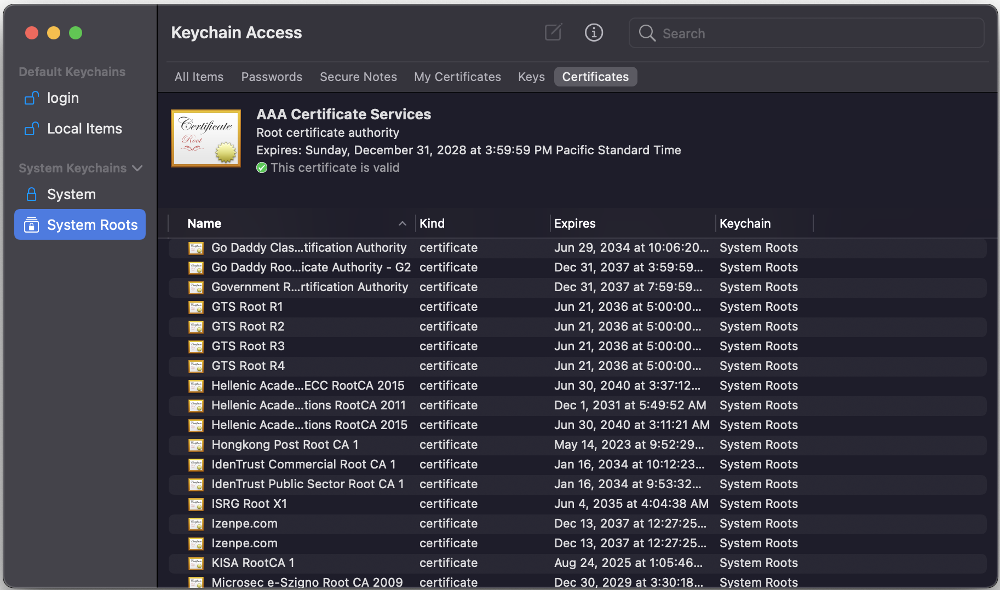 Keychain Access
Search
Default Keychains
login
Local Items
System Keychains
System
System Roots
All Items Passwords Secure Notes My Certificates Keys Certificates
Certificate
Root
AAA Certificate Services
Root certificate authority
Expires: Sunday, December 31, 2028 at 3:59:59 PM Pacific Standard Time
This certificate is valid
Name Kind Expires Keychain
Go Daddy Clas...tification Authority certificate Jun 29, 2034 at 10:06:20... System Roots
Go Daddy Roo...icate Authority - G2 certificate Dec 31, 2037 at 3:59:59... System Roots
Government R...rtification Authority certificate Dec 31, 2037 at 7:59:59... System Roots
GTS Root R1 certificate Jun 21, 2036 at 5:00:00... System Roots
GTS Root R2 certificate Jun 21, 2036 at 5:00:00... System Roots
GTS Root R3 certificate Jun 21, 2036 at 5:00:00... System Roots
GTS Root R4 certificate Jun 21, 2036 at 5:00:00... System Roots
Hellenic Acade...ECC RootCA 2015 certificate Jun 30, 2040 at 3:37:12... System Roots
Hellenic Acade...tions RootCA 2011 certificate Dec 1, 2031 at 5:49:52 AM System Roots
Hellenic Acade...tions RootCA 2015 certificate Jun 30, 2040 at 3:11:21 AM System Roots
Hongkong Post Root CA 1 certificate May 14, 2023 at 9:52:29... System Roots
IdenTrust Commercial Root CA 1 certificate Jan 16, 2034 at 10:12:23... System Roots
IdenTrust Public Sector Root CA 1 certificate Jan 16, 2034 at 9:53:32... System Roots
ISRG Root X1 certificate Jun 4, 2035 at 4:04:38 AM System Roots
Izenpe.com certificate Dec 13, 2037 at 12:27:25... System Roots
Izenpe.com certificate Dec 13, 2037 at 12:27:25... System Roots
KISA RootCA 1 certificate Aug 24, 2025 at 1:05:46... System Roots
Microsec e-Szigno Root CA 2009 certificate Dec 30, 2029 at 3:30:18... System Roots